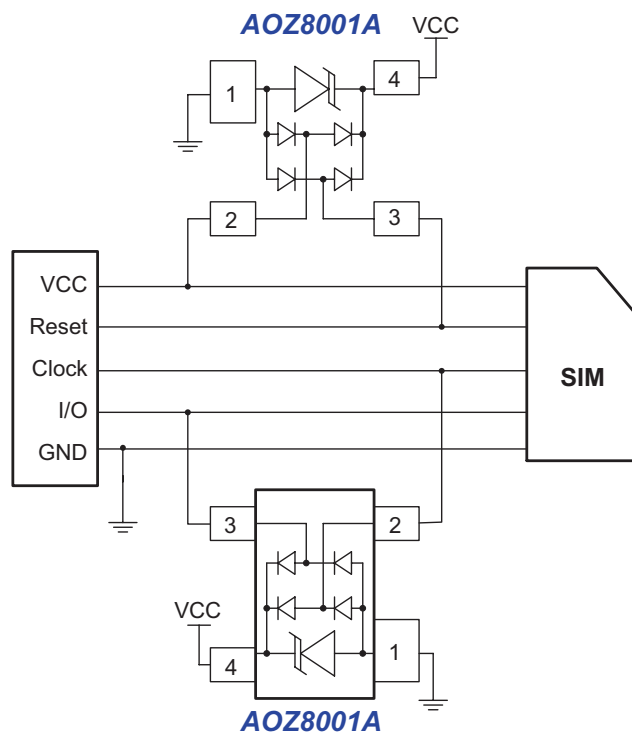 AOZ8001A
VCC
1
4
2
3
VCC
Reset
Clock
I/O
GND
SIM
3
2
VCC
4
1
AOZ8001A